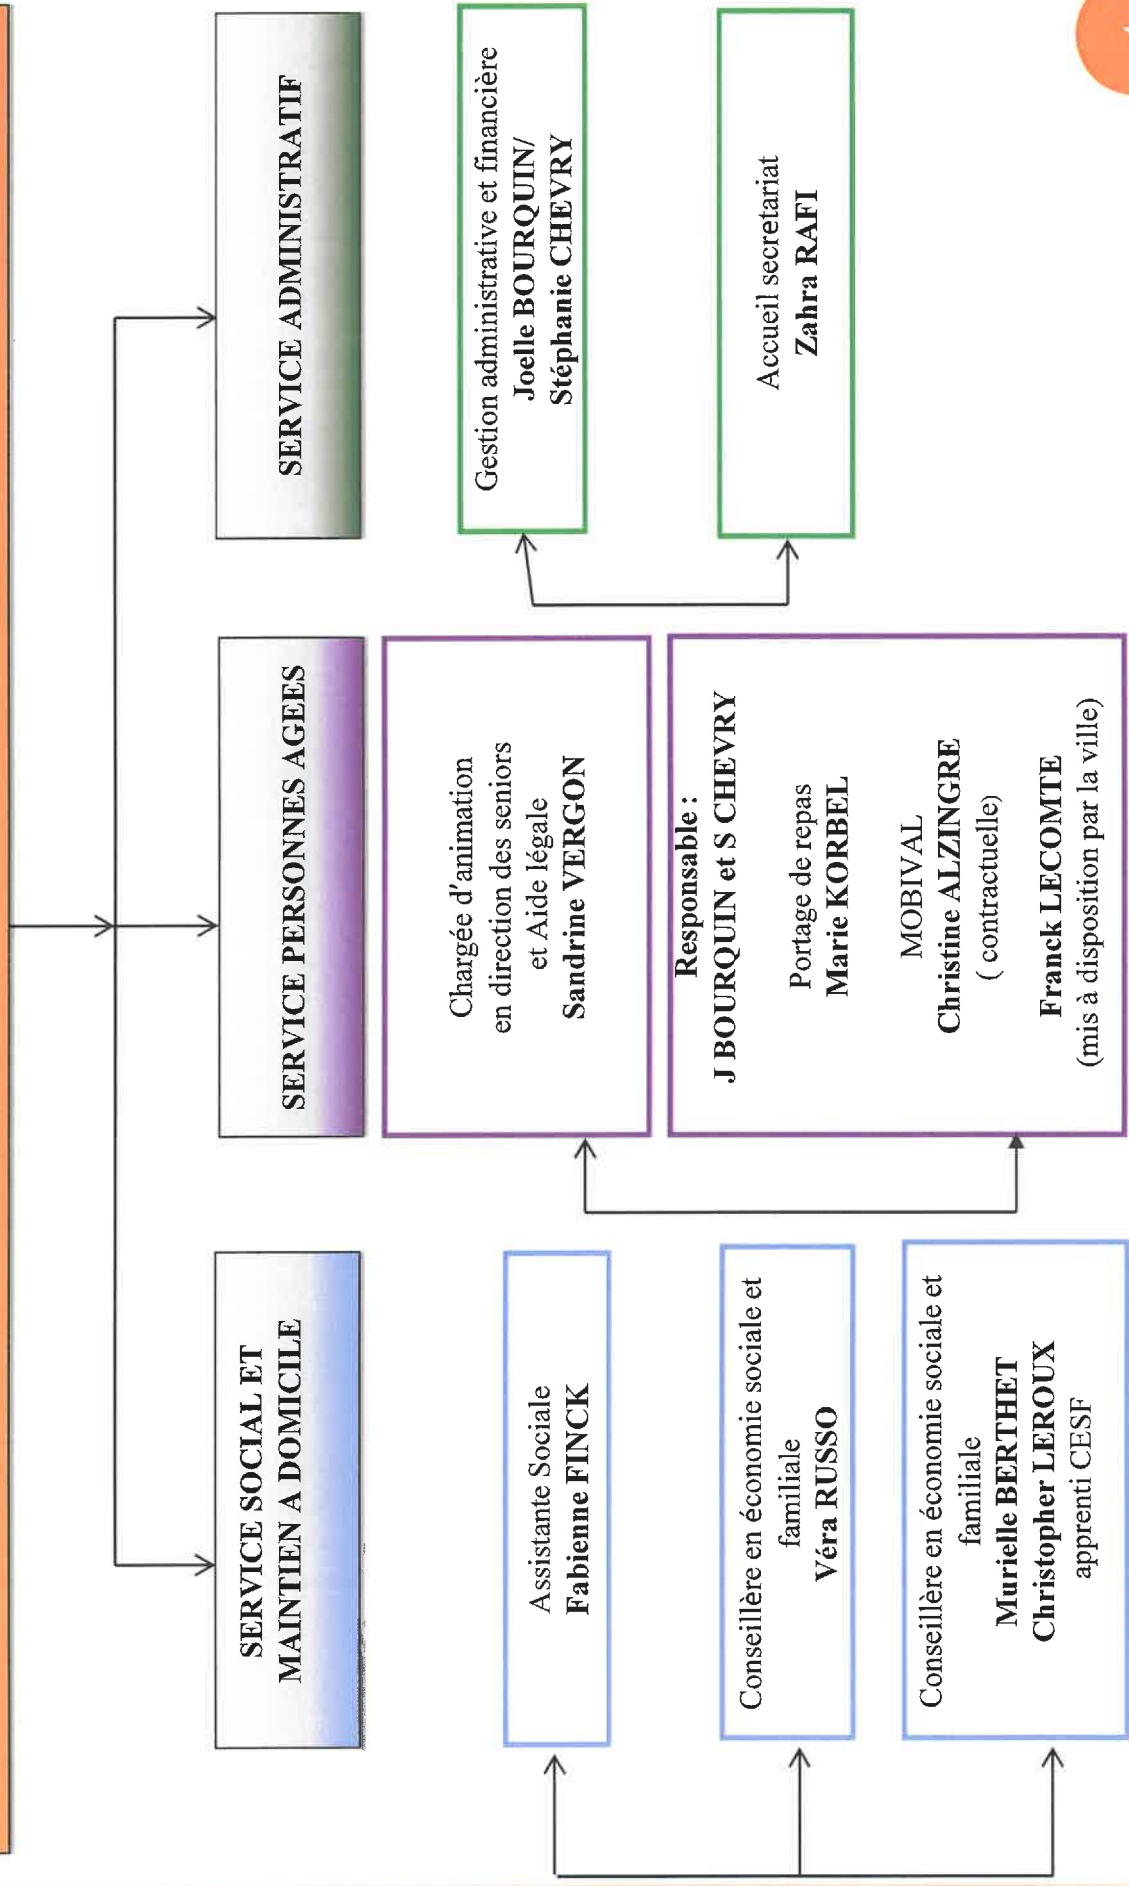 SERVICE SOCIAL ET
MAINTIEN A DOMICILE
Assistante Sociale
Fabienne FINCK
Conseillère en économie sociale et
familiale
Véra RUSSO
Conseillère en économie sociale et
familiale
Murielle BERTHET
Christopher LEROUX
apprenti CESF
SERVICE PERSONNES AGEES
Chargée d'animation
en direction des seniors
et Aide légale
Sandrine VERGON
Responsable :
J BOURQUIN et S CHEVRY
Portage de repas
Marie KORBEL
MOBIVAL
Christine ALZINGRE
( contractuelle)
Franck LECOMTE
(mis à disposition par la ville)
SERVICE ADMINISTRATIF
Gestion administrative et financière
Joelle BOURQUIN/
Stéphanie CHEVRY
Accueil secretariat
Zahra RAFI